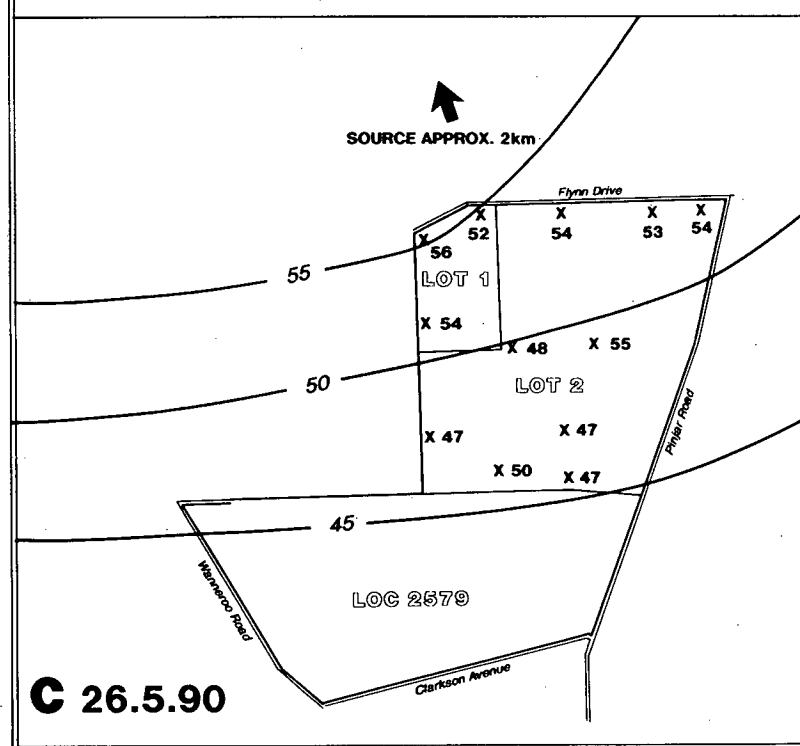 SOURCE APPROX. 2km
Flynn Drive
X X X X X
52 54 53 54
56
55
LOT 1
X 54
X 48 X 55
50
LOT 2
Pinjar Road
X 47 X 47
X 50 X 47
45
Wanneroo Road
LOC 2579
Clarkson Avenue
C 26.5.90